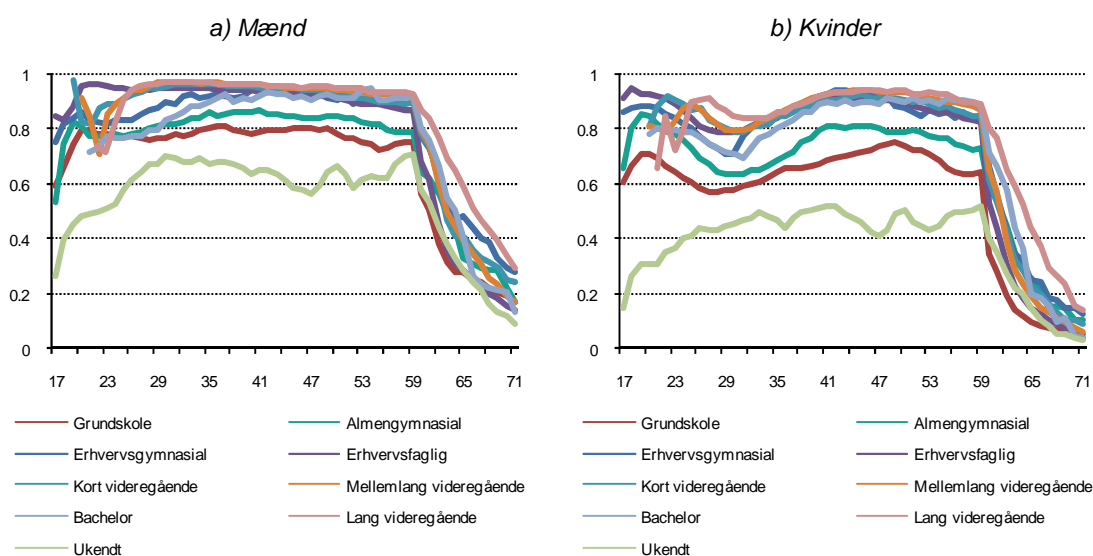 a) Mænd
1
0.8
0.6
0.4
0.2
0
17 23 29 35 41 47 53 59 65 71
Grundskole Almengymnasial
Erhvervsgymnasial Erhvervsfaglig
Kort videregående Mellemlang videregående
Bachelor Lang videregående
Ukendt
b) Kvinder
1
0.8
0.6
0.4
0.2
0
17 23 29 35 41 47 53 59 65 71
Grundskole Almengymnasial
Erhvervsgymnasial Erhvervsfaglig
Kort videregående Mellemlang videregående
Bachelor Lang videregående
Ukendt